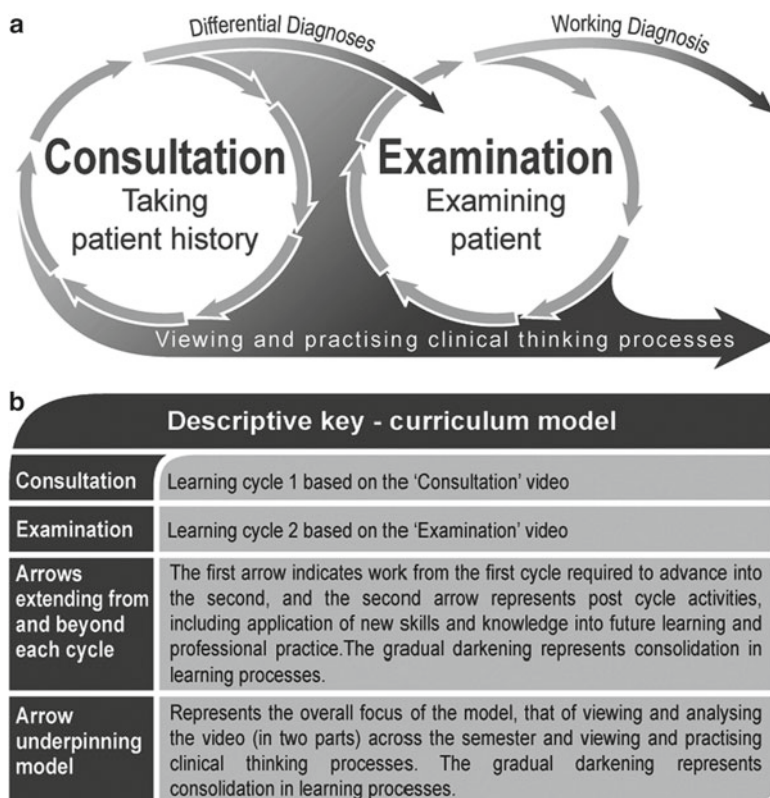 a
Differential Diagnoses
Working Diagnosis
Consultation
Taking
patient history
Examination
Examining
patient
Viewing and practising clinical thinking processes
b
Descriptive key - curriculum model
Consultation
Learning cycle 1 based on the ‘Consultation’ video
Examination
Learning cycle 2 based on the ‘Examination’ video
Arrows
extending from
and beyond
each cycle
The first arrow indicates work from the first cycle required to advance into
the second, and the second arrow represents post cycle activities,
including application of new skills and knowledge into future learning and
professional practice.The gradual darkening represents consolidation in
learning processes.
Arrow
underpinning
model
Represents the overall focus of the model, that of viewing and analysing
the video (in two parts) across the semester and viewing and practising
clinical thinking processes. The gradual darkening represents
consolidation in learning processes.